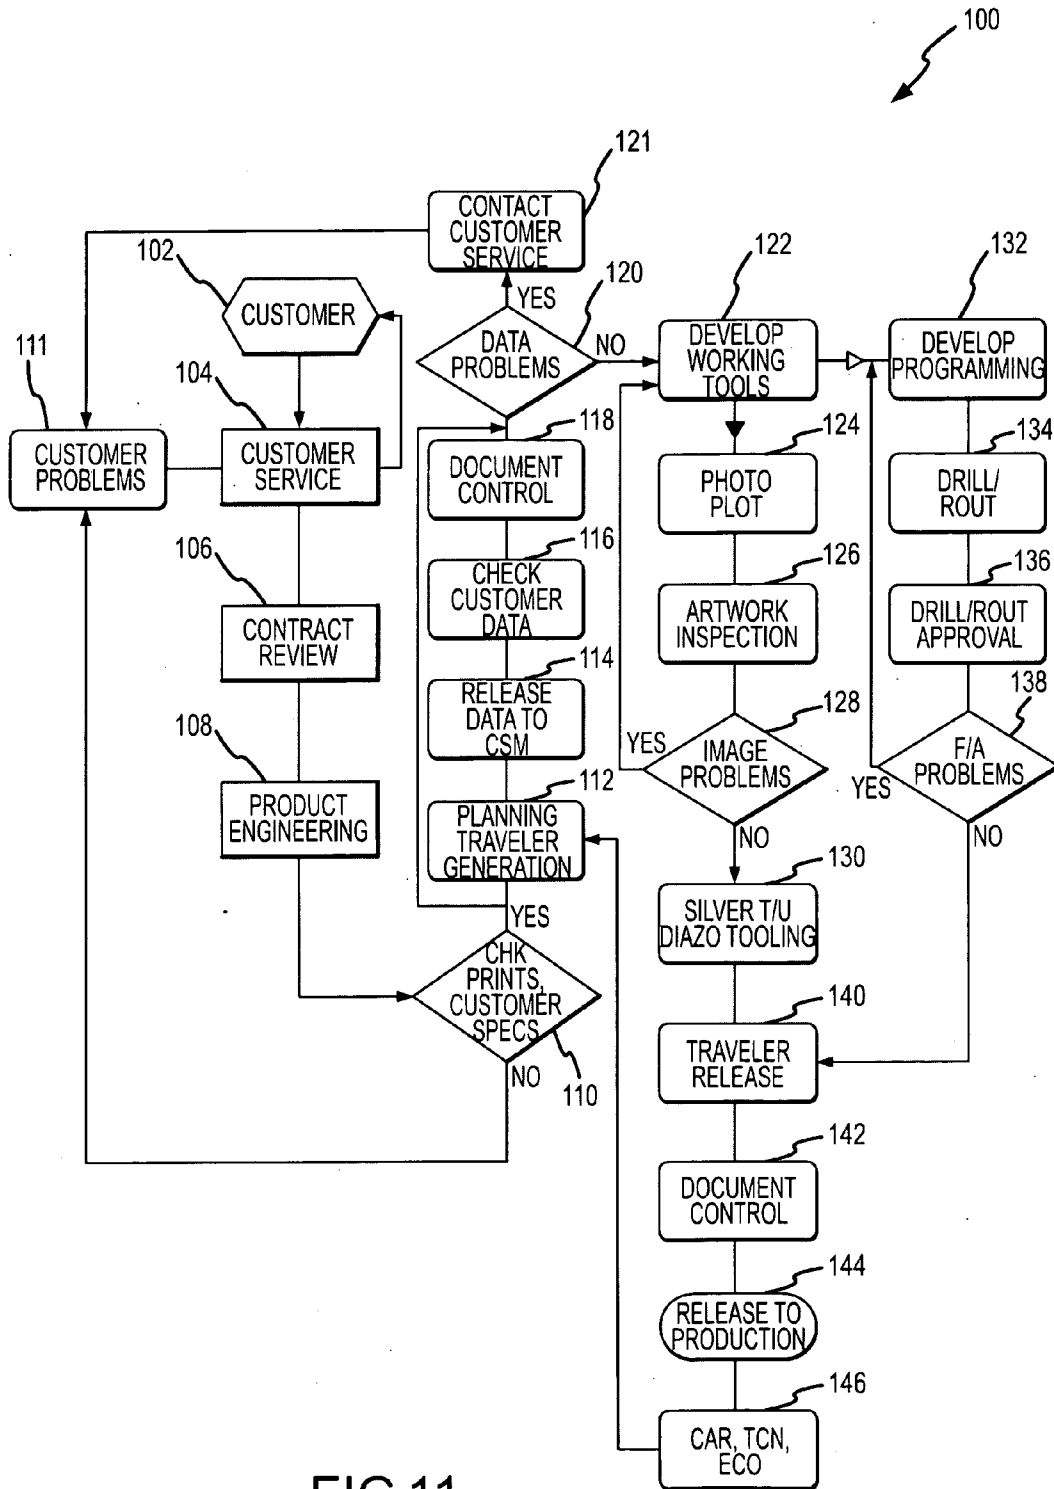 100
121
CONTACT
CUSTOMER
SERVICE
102
CUSTOMER
YES
120
DATA
PROBLEMS
NO
122
DEVELOP
WORKING
TOOLS
132
DEVELOP
PROGRAMMING
111
CUSTOMER
PROBLEMS
104
CUSTOMER
SERVICE
118
DOCUMENT
CONTROL
124
PHOTO
PLOT
134
DRILL/
ROUT
106
CONTRACT
REVIEW
116
CHECK
CUSTOMER
DATA
126
ARTWORK
INSPECTION
136
DRILL/ROUT
APPROVAL
114
RELEASE
DATA TO
CSM
128
YES
IMAGE
PROBLEMS
NO
138
F/A
PROBLEMS
YES
NO
108
PRODUCT
ENGINEERING
112
PLANNING
TRAVELER
GENERATION
YES
CHK
PRINTS,
CUSTOMER
SPECS
NO
110
130
SILVER T/U
DIAZO TOOLING
140
TRAVELER
RELEASE
142
DOCUMENT
CONTROL
144
RELEASE TO
PRODUCTION
146
CAR, TCN,
ECO
FIG.11